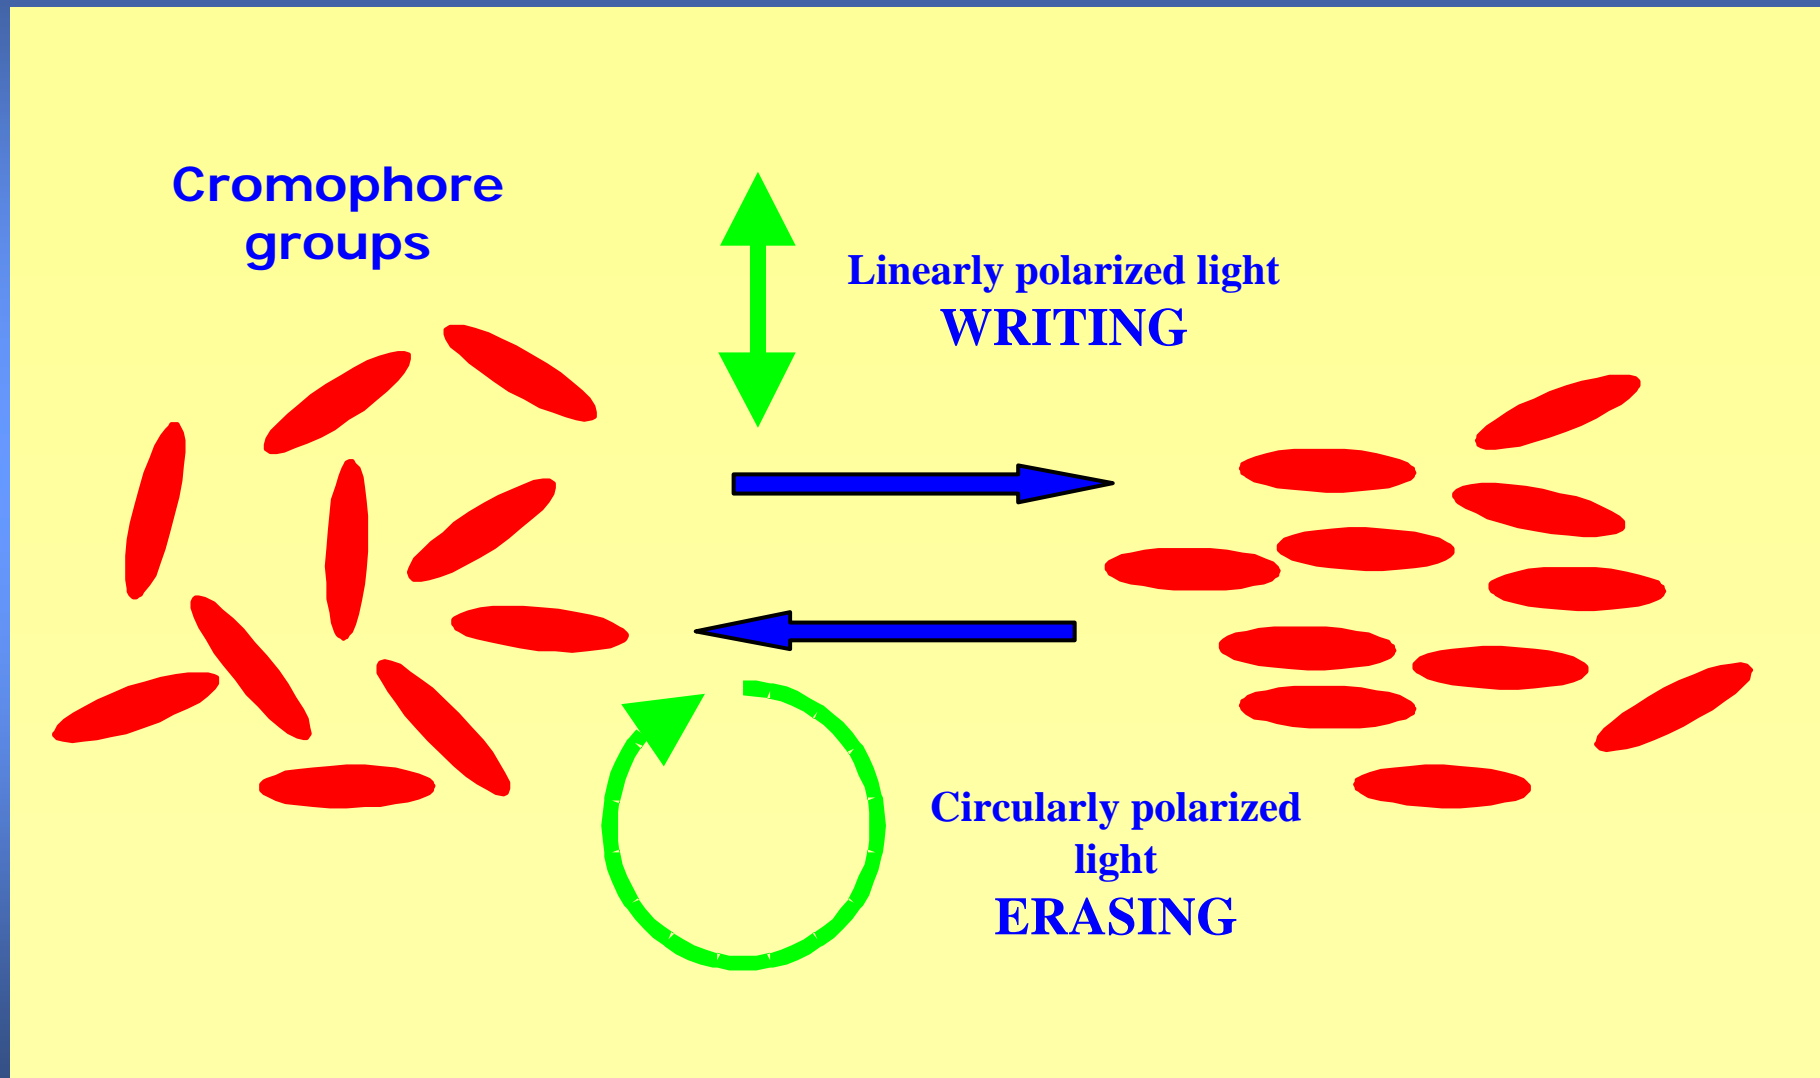 Cromophore
groups
Linearly polarized light
WRITING
Circularly polarized
light
ERASING